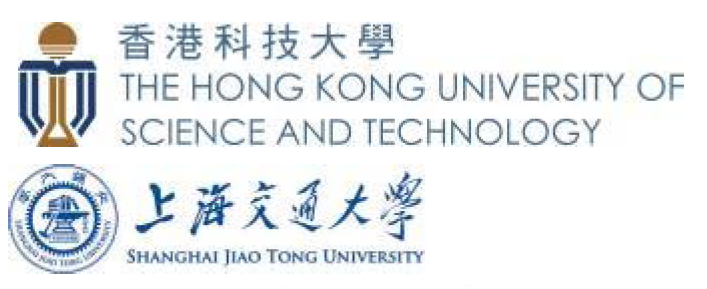 香港科技大學
THE HONG KONG UNIVERSITY OF
SCIENCE AND TECHNOLOGY
上海交通大學
SHANGHAI JIAO TONG UNIVERSITY